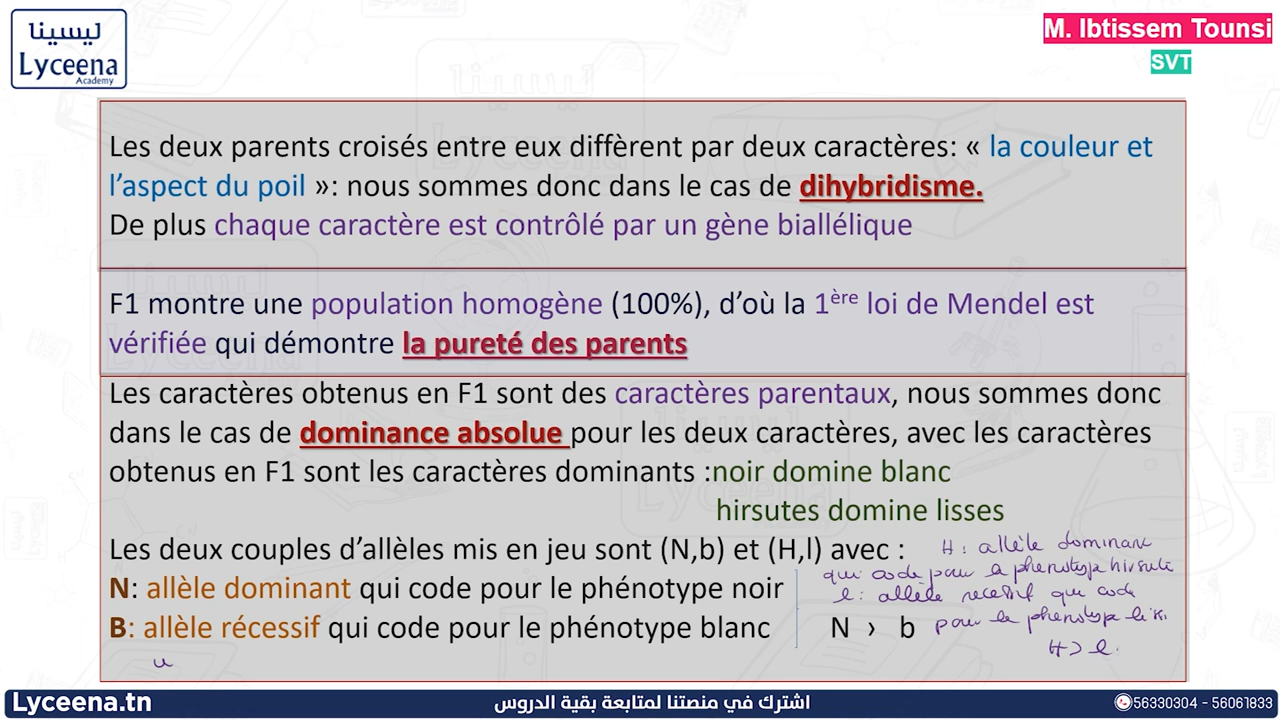 ليسينا
Lyceena
Academy
M. Ibtissem Tounsi
SVT
Les deux parents croisés entre eux diffèrent par deux caractères: « la couleur et
l’aspect du poil »: nous sommes donc dans le cas de dihybridisme.
De plus chaque caractère est contrôlé par un gène biallélique
F1 montre une population homogène (100%), d’où la 1ère loi de Mendel est
vérifiée qui démontre la pureté des parents
Les caractères obtenus en F1 sont des caractères parentaux, nous sommes donc
dans le cas de dominance absolue pour les deux caractères, avec les caractères
obtenus en F1 sont les caractères dominants :noir domine blanc
hirsutes domine lisses
Les deux couples d’allèles mis en jeu sont (N,b) et (H,l) avec :
N: allèle dominant qui code pour le phénotype noir
B: allèle récessif qui code pour le phénotype blanc
N › b
H : allèle dominant
qui code pour le phenotype hirsute
l : allèle recessif qui code
pour le phenotype
H > l.
Lyceena.tn
اشترك في منصتنا لمتابعة بقية الدروس
56330304 - 56061833